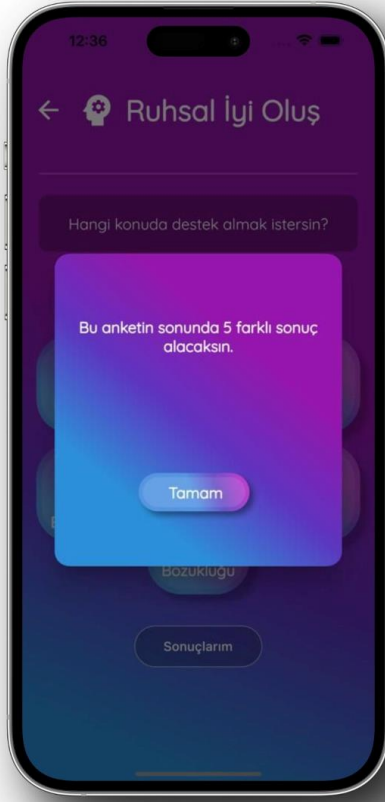 12:36
Ruhsal İyi Oluş
Hangi konuda destek almak istersin?
Bu anketin sonunda 5 farklı sonuç
alacaksın.
Tamam
Bozukluğu
Sonuçlarım